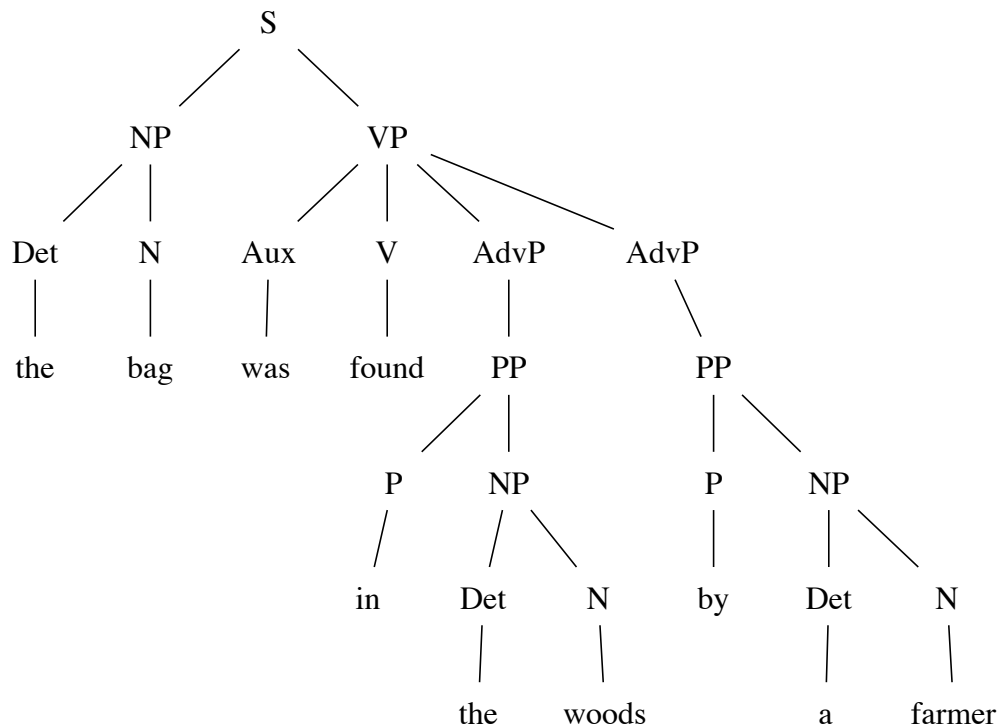 S
NP VP
Det N Aux V AdvP AdvP
the bag was found PP PP
P NP P NP
in Det N by Det N
the woods a farmer